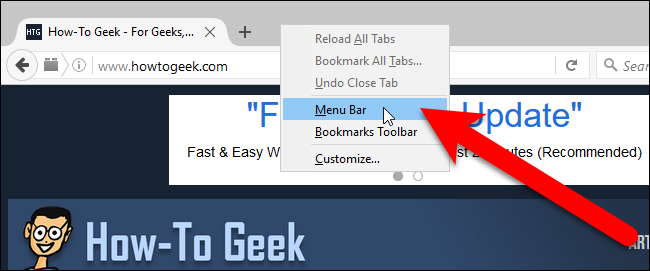 HTG How-To Geek - For Geeks,...
Reload All Tabs
Bookmark All Tabs...
Undo Close Tab
Menu Bar
Bookmarks Toolbar
Customize...
www.howtogeek.com
Sear
"F Update"
Fast & Easy W st 2 utes (Recommended)
How-To Geek
ART